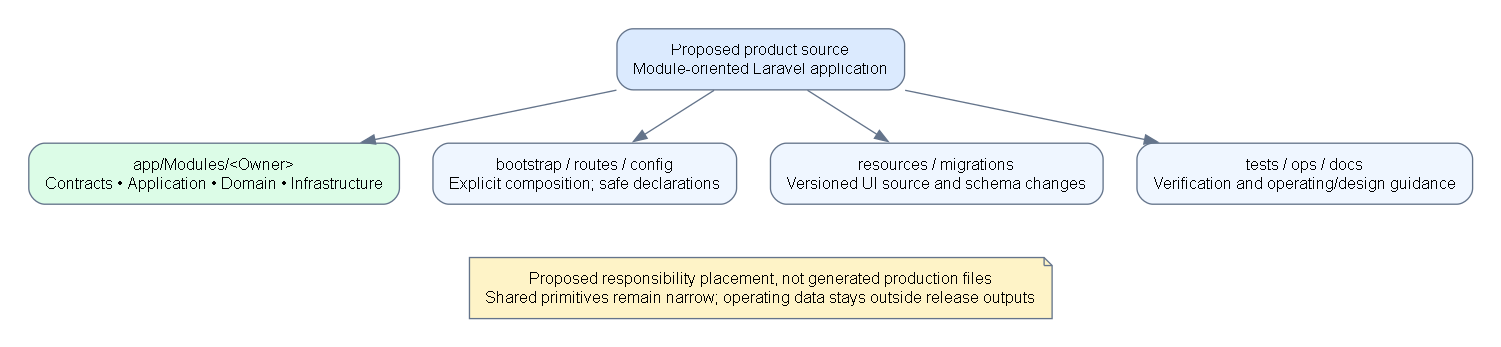 Proposed product source
Module-oriented Laravel application
app/Modules/<Owner>
Contracts • Application • Domain • Infrastructure
bootstrap / routes / config
Explicit composition; safe declarations
resources / migrations
Versioned UI source and schema changes
tests / ops / docs
Verification and operating/design guidance
Proposed responsibility placement, not generated production files
Shared primitives remain narrow; operating data stays outside release outputs